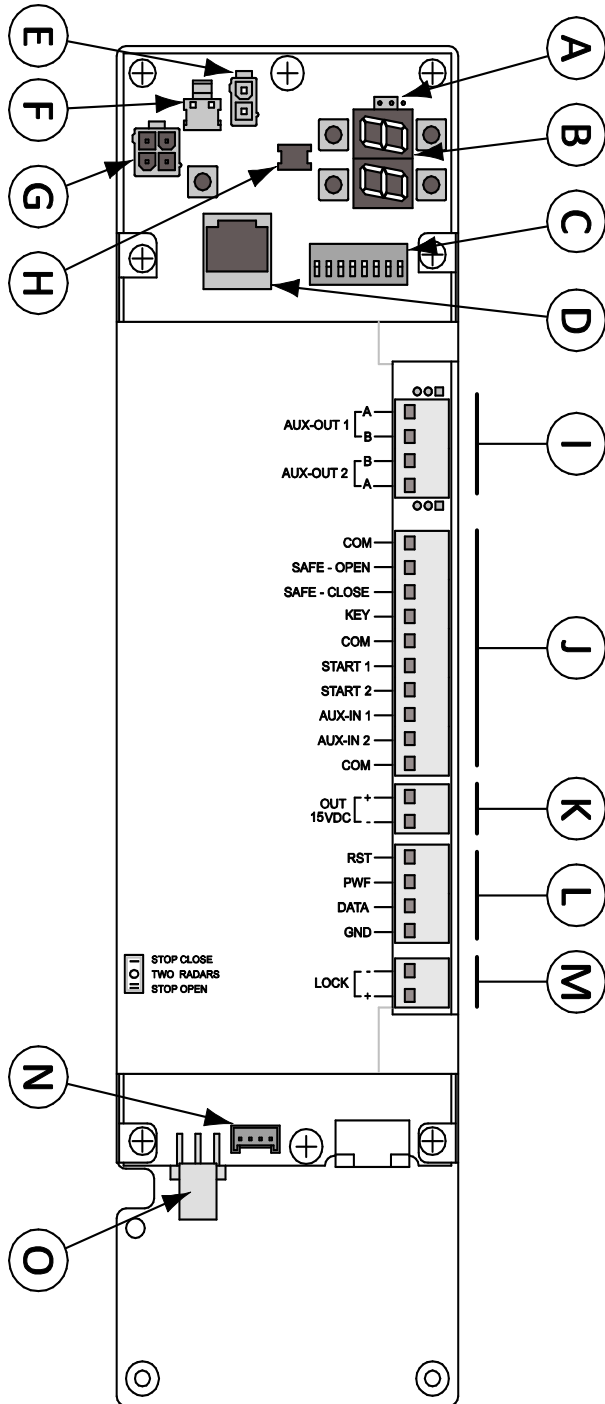 E
A
F
B
G
C
H
D
I
AUX-OUT 1
A
B
AUX-OUT 2
B
A
J
COM
SAFE - OPEN
SAFE - CLOSE
KEY
COM
START 1
START 2
AUX-IN 1
AUX-IN 2
COM
K
OUT
15VDC
+
-
L
RST
PWF
DATA
GND
M
LOCK
-
+
STOP CLOSE
TWO RADARS
STOP OPEN
N
O